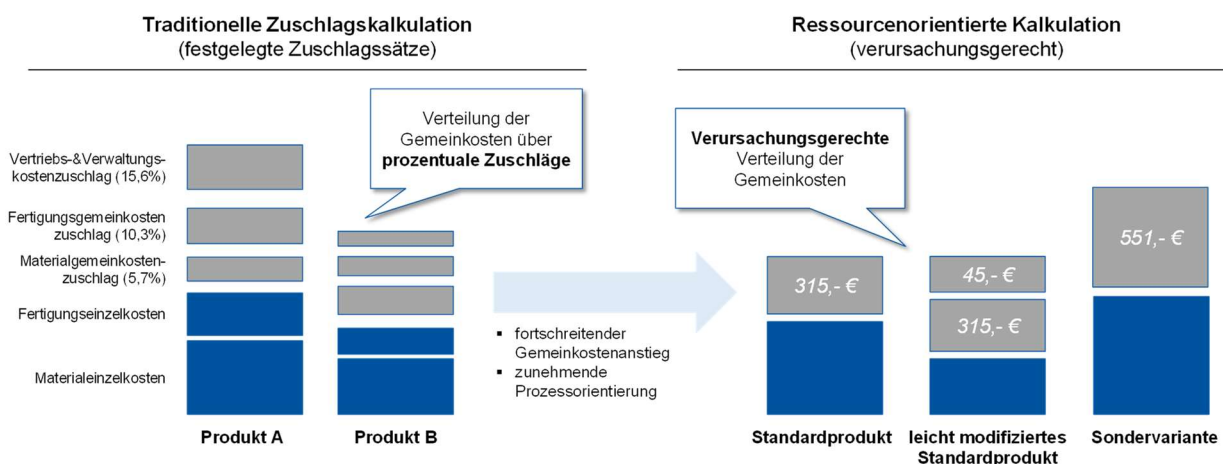 Traditionelle Zuschlagskalkulation
(festgelegte Zuschlagssätze)
Verteilung der
Gemeinkosten über
prozentuale Zuschläge
Vertriebs-&Verwaltungs-
kostenzuschlag (15,6%)
Fertigungsgemeinkosten
zuschlag (10,3%)
Materialgemeinkosten-
zuschlag (5,7%)
Fertigungseinzelkosten
Materialeinzelkosten
Produkt A
Produkt B
▪ fortschreitender
Gemeinkostenanstieg
▪ zunehmende
Prozessorientierung
Ressourcenorientierte Kalkulation
(verursachungsgerecht)
Verursachungsgerechte
Verteilung der
Gemeinkosten
315,- €
45,- €
315,- €
551,- €
Standardprodukt
leicht modifiziertes
Standardprodukt
Sondervariante